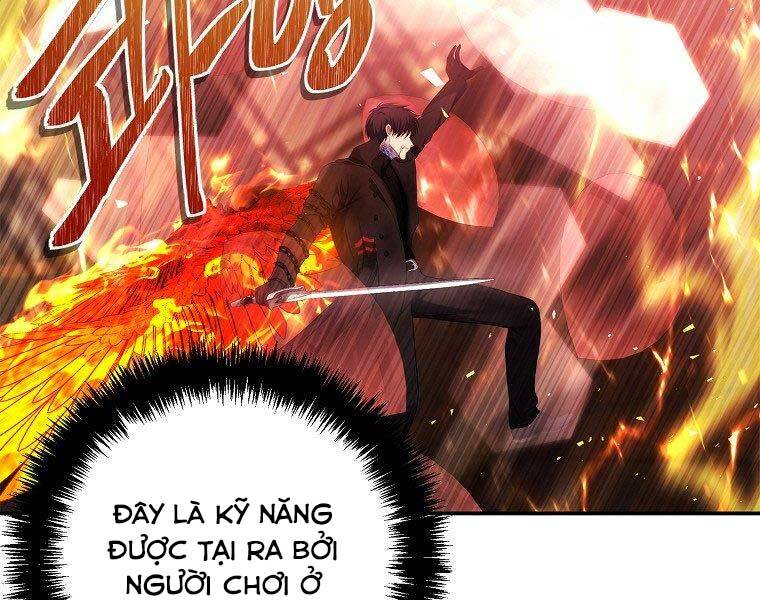 ĐÂY LÀ KỸ NĂNG
ĐƯỢC TẠI RA BỞI
NGƯỜI CHƠI Ở